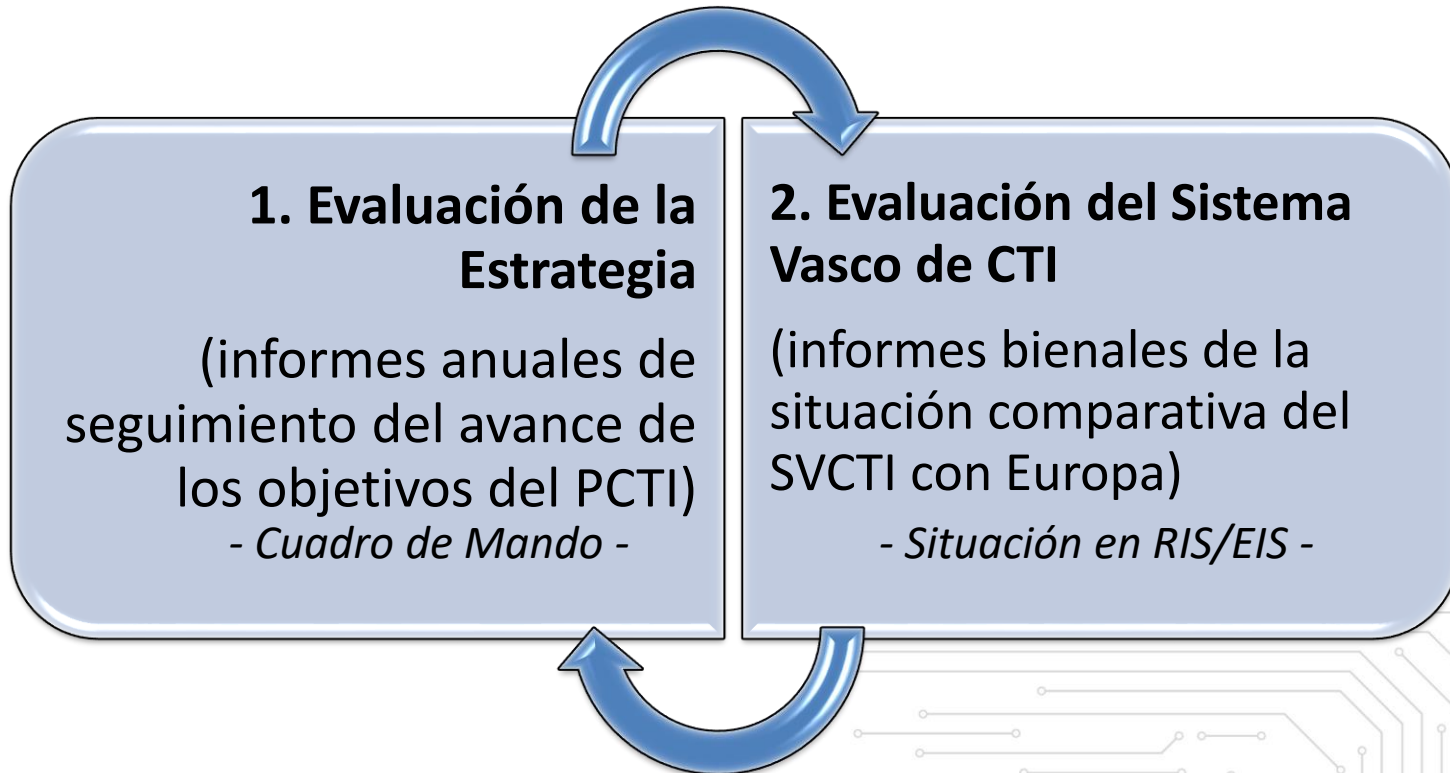 1. Evaluación de la
Estrategia
(informes anuales de
seguimiento del avance de
los objetivos del PCTI)
- Cuadro de Mando -
2. Evaluación del Sistema
Vasco de CTI
(informes bienales de la
situación comparativa del
SVCTI con Europa)
- Situación en RIS/EIS -